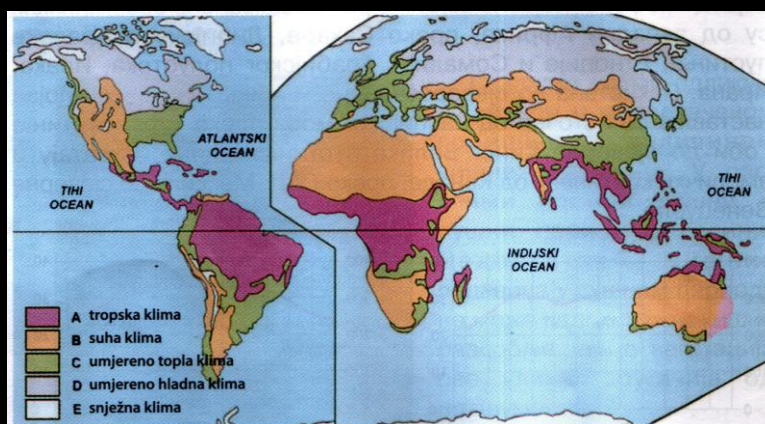 ATLANTSKI
OCEAN
TIHI
OCEAN
TIHI
OCEAN
INDIJSKI
OCEAN
A tropska klima
B suha klima
C umjereno topla klima
D umjereno hladna klima
E snježna klima